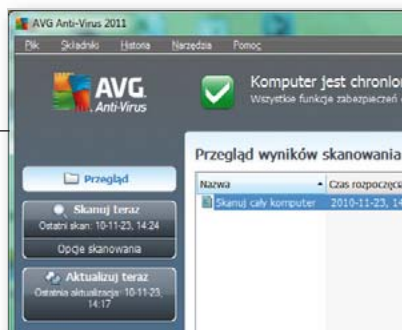 AVG Anti-Virus 2011
Plik Składniki Historia Narzędzia Pomoc
AVG.
Anti-Virus
Komputer jest chronion
Wszystkie funkcje zabezpieczeń
Przegląd
Skanuj teraz
Ostatni skan: 10-11-23, 14:24
Opcje skanowania
Aktualizuj teraz
Ostatnia aktualizacja: 10-11-23,
14:17
Przegląd wyników skanowania
Nazwa Czas rozpoczęcia
Skanuj cały komputer 2010-11-23, 14